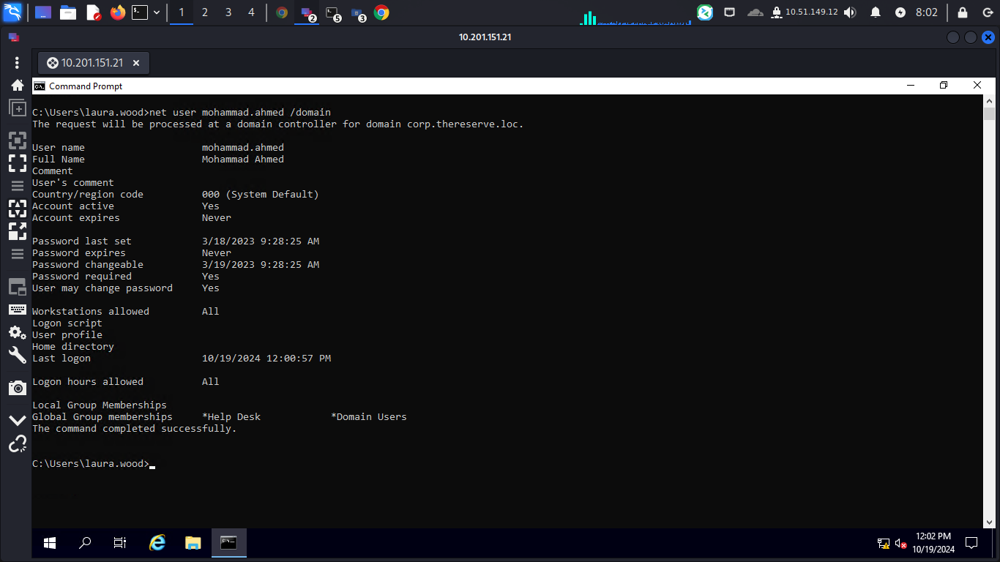 1 2 3 4 2 5 3 10.51.149.12 8:02
10.201.151.21
10.201.151.21
Command Prompt
C:\Users\laura.wood>net user mohammad.ahmed /domain
The request will be processed at a domain controller for domain corp.thereserve.loc.
User name mohammad.ahmed
Full Name Mohammad Ahmed
Comment
User's comment
Country/region code 000 (System Default)
Account active Yes
Account expires Never
Password last set 3/18/2023 9:28:25 AM
Password expires Never
Password changeable 3/19/2023 9:28:25 AM
Password required Yes
User may change password Yes
Workstations allowed All
Logon script
User profile
Home directory
Last logon 10/19/2024 12:00:57 PM
Logon hours allowed All
Local Group Memberships
Global Group memberships *Help Desk *Domain Users
The command completed successfully.
C:\Users\laura.wood>
12:02 PM
10/19/2024